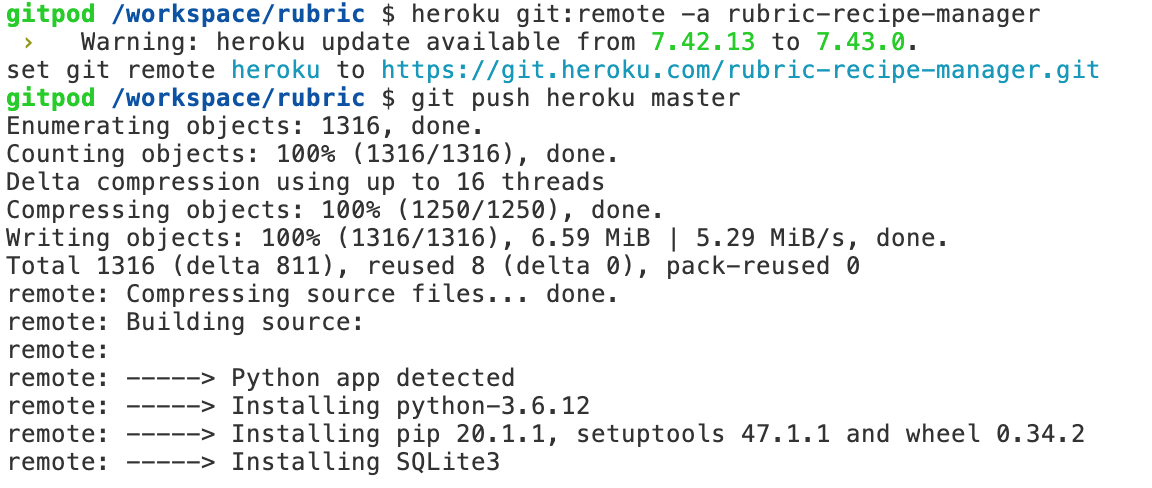 gitpod /workspace/rubric $ heroku git:remote -a rubric-recipe-manager
 ›   Warning: heroku update available from 7.42.13 to 7.43.0.
set git remote heroku to https://git.heroku.com/rubric-recipe-manager.git
gitpod /workspace/rubric $ git push heroku master
Enumerating objects: 1316, done.
Counting objects: 100% (1316/1316), done.
Delta compression using up to 16 threads
Compressing objects: 100% (1250/1250), done.
Writing objects: 100% (1316/1316), 6.59 MiB | 5.29 MiB/s, done.
Total 1316 (delta 811), reused 8 (delta 0), pack-reused 0
remote: Compressing source files... done.
remote: Building source:
remote:
remote: -----> Python app detected
remote: -----> Installing python-3.6.12
remote: -----> Installing pip 20.1.1, setuptools 47.1.1 and wheel 0.34.2
remote: -----> Installing SQLite3